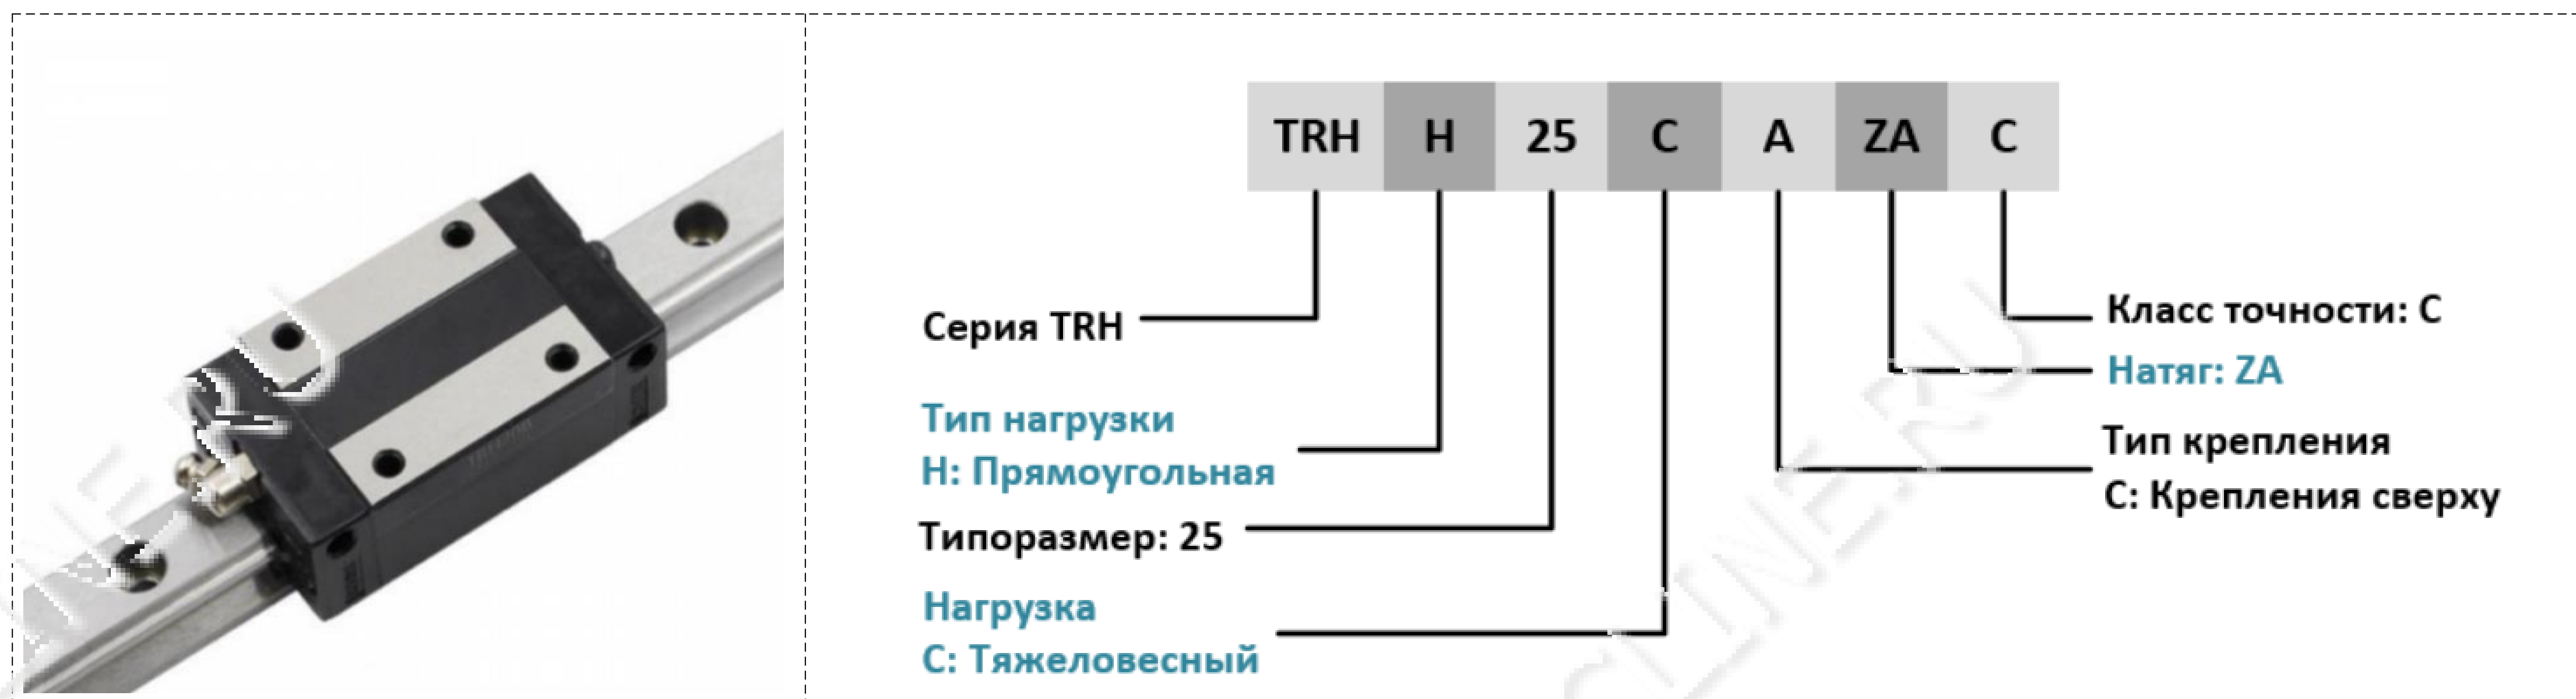 TRH H 25 C A ZA C
Серия TRH
Тип нагрузки
H: Прямоугольная
Типоразмер: 25
Нагрузка
C: Тяжеловесный
Класс точности: C
Натяг: ZA
Тип крепления
C: Крепления сверху